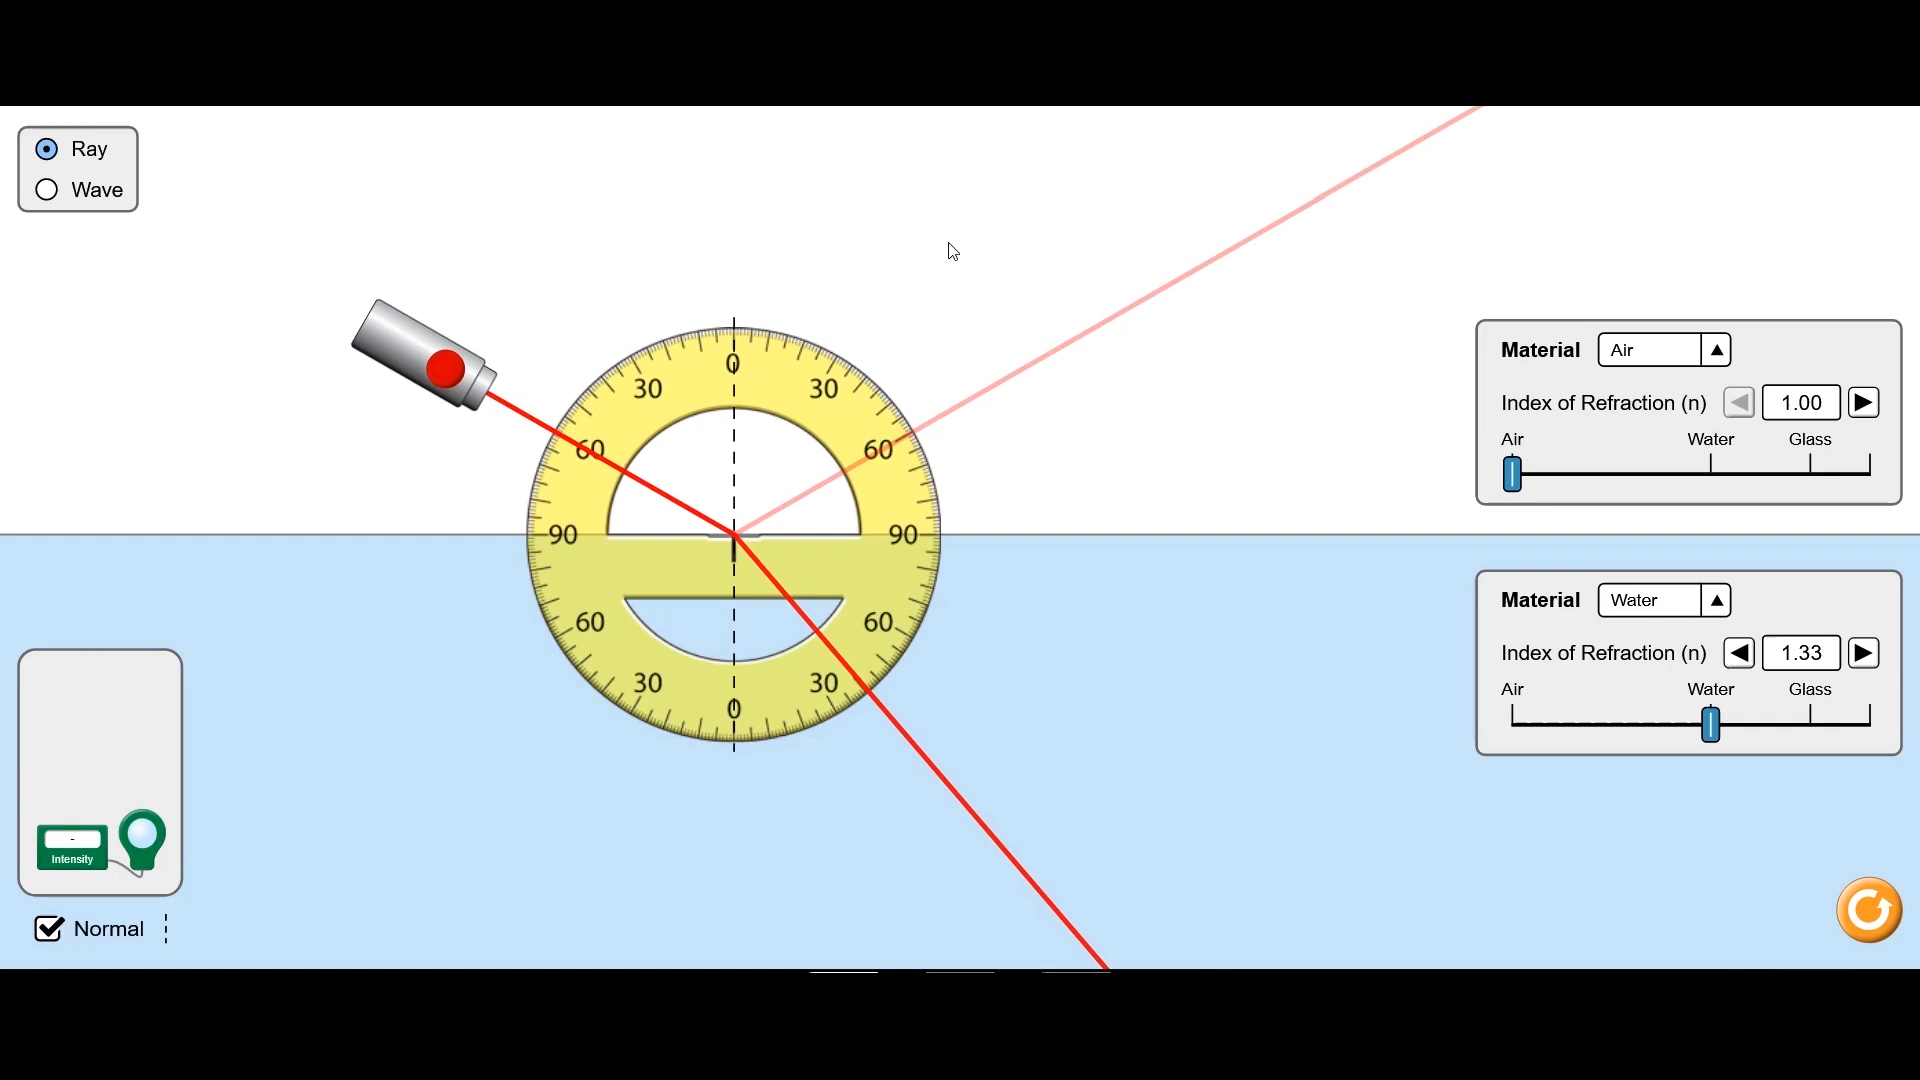 Ray
Wave
0
30 30
60 60
90 90
60 60
30 30
0
Material Air
Index of Refraction (n) 1.00
Air Water Glass
Material Water
Index of Refraction (n) 1.33
Air Water Glass
-
Intensity
Normal